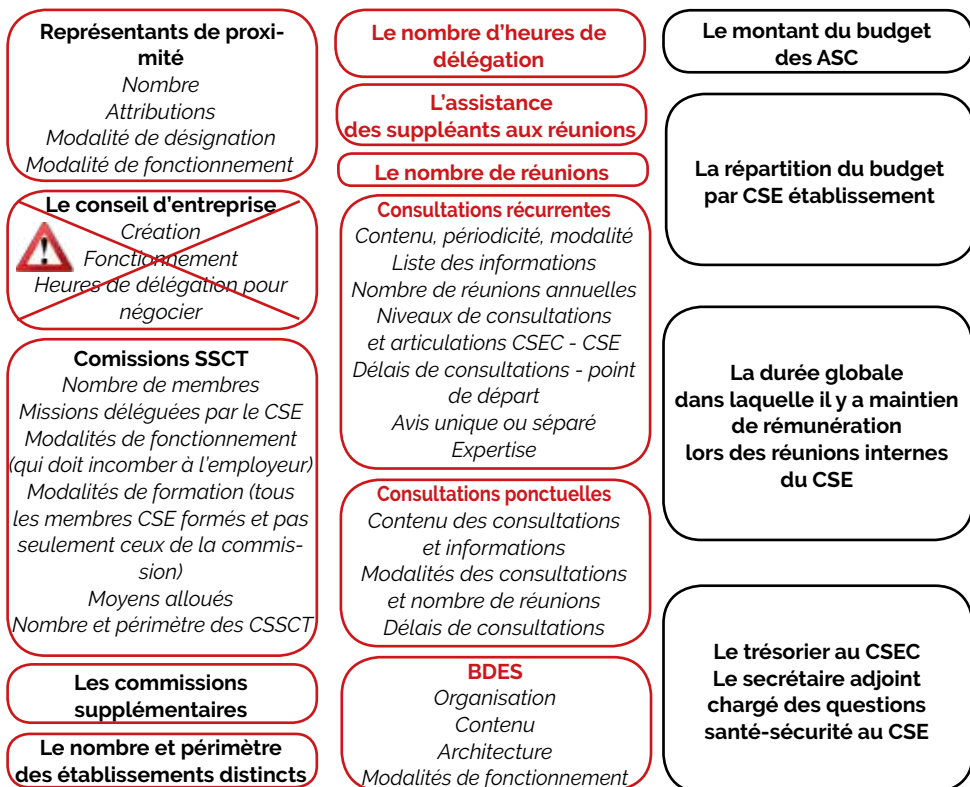 Représentants de proxi-
mité
Nombre
Attributions
Modalité de désignation
Modalité de fonctionnement
Le conseil d'entreprise
Création
Fonctionnement
Heures de délégation pour
négocier
Comissions SSCT
Nombre de membres
Missions déléguées par le CSE
Modalités de fonctionnement
(qui doit incomber à l'employeur)
Modalités de formation (tous
les membres CSE formés et pas
seulement ceux de la commis-
sion)
Moyens alloués
Nombre et périmètre des CSSCT
Les commissions
supplémentaires
Le nombre et périmètre
des établissements distincts
Le nombre d'heures de
délégation
L'assistance
des suppléants aux réunions
Le nombre de réunions
Consultations récurrentes
Contenu, périodicité, modalité
Liste des informations
Nombre de réunions annuelles
Niveaux de consultations
et articulations CSEC - CSE
Délais de consultations - point
de départ
Avis unique ou séparé
Expertise
Consultations ponctuelles
Contenu des consultations
et informations
Modalités des consultations
et nombre de réunions
Délais de consultations
BDES
Organisation
Contenu
Architecture
Modalités de fonctionnement
Le montant du budget
des ASC
La répartition du budget
par CSE établissement
La durée globale
dans laquelle il y a maintien
de rémunération
lors des réunions internes
du CSE
Le trésorier au CSEC
Le secrétaire adjoint
chargé des questions
santé-sécurité au CSE